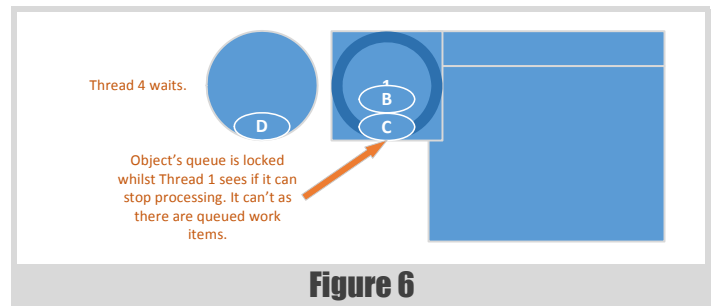 Thread 4 waits.
B
D
C
Object's queue is locked
whilst Thread 1 sees if it can
stop processing. It can't as
there are queued work
items.
Figure 6